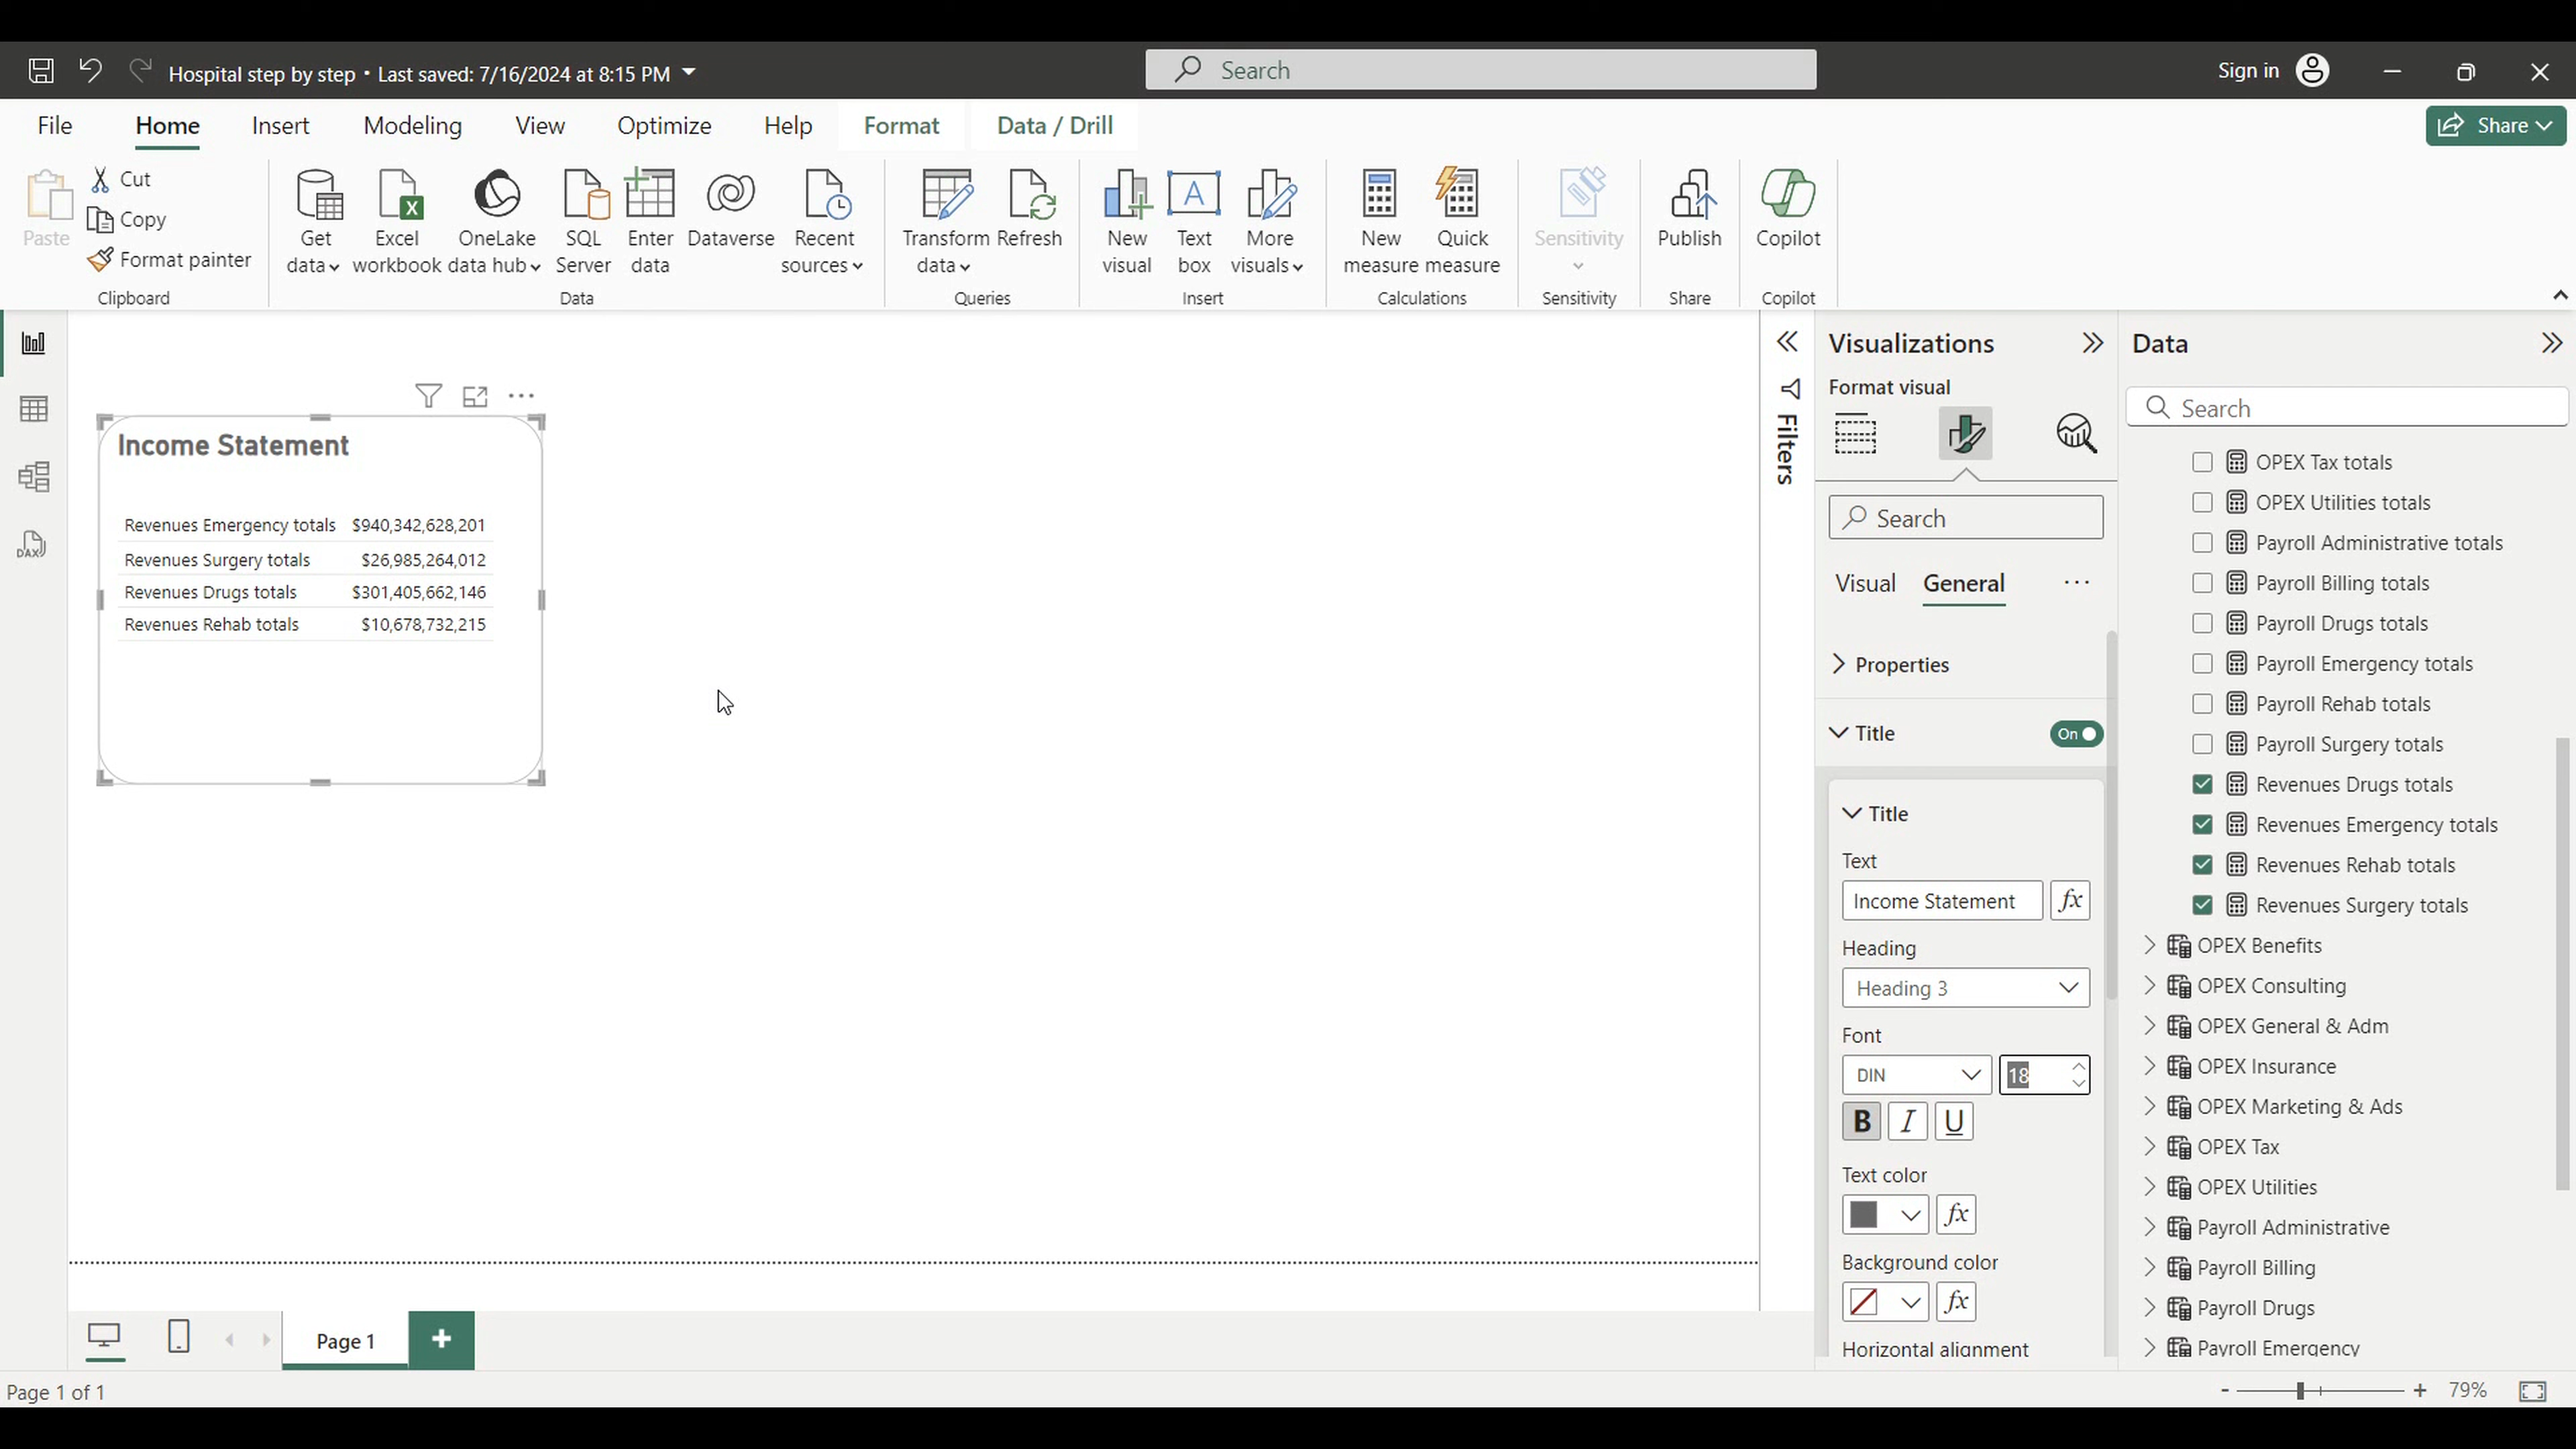 Hospital step by step • Last saved: 7/16/2024 at 8:15 PM
Search
Sign in
File Home Insert Modeling View Optimize Help Format Data / Drill
Share
Paste
Cut
Copy
Format painter
Clipboard
Get data
Excel workbook
OneLake data hub
SQL Server
Enter data
Dataverse
Recent sources
Data
Transform data
Refresh
Queries
New visual
Text box
More visuals
Insert
New measure
Quick measure
Calculations
Sensitivity
Sensitivity
Publish
Share
Copilot
Copilot
DAX
Income Statement
Revenues Emergency totals $940,342,628,201
Revenues Surgery totals $26,985,264,012
Revenues Drugs totals $301,405,662,146
Revenues Rehab totals $10,678,732,215
Filters
Visualizations
Format visual
Search
Visual General ...
Properties
Title On
Title
Text
Income Statement fx
Heading
Heading 3
Font
DIN 18
B I U
Text color
fx
Background color
fx
Horizontal alignment
Data
Search
OPEX Tax totals
OPEX Utilities totals
Payroll Administrative totals
Payroll Billing totals
Payroll Drugs totals
Payroll Emergency totals
Payroll Rehab totals
Payroll Surgery totals
Revenues Drugs totals
Revenues Emergency totals
Revenues Rehab totals
Revenues Surgery totals
OPEX Benefits
OPEX Consulting
OPEX General & Adm
OPEX Insurance
OPEX Marketing & Ads
OPEX Tax
OPEX Utilities
Payroll Administrative
Payroll Billing
Payroll Drugs
Payroll Emergency
Page 1
Page 1 of 1
- + 79%